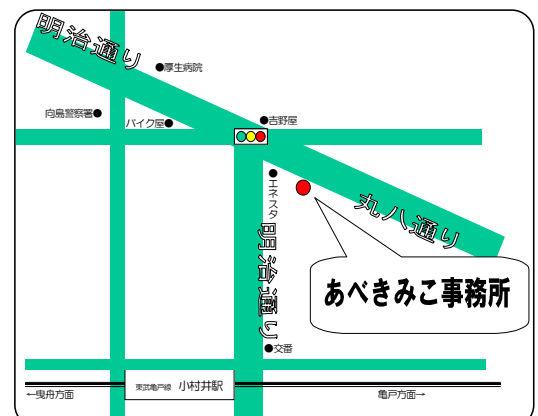 明治通り
●厚生病院
向島警察署●
バイク屋●
●吉野屋
●エネスタ
丸八通り
明治通り
あべきみこ事務所
●交番
東武亀戸線 小村井駅
←曳舟方面
亀戸方面→